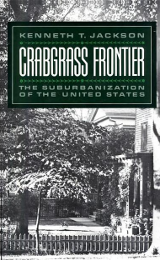 KENNETH T. JACKSON
CRABGRASS FRONTIER
THE SUBURBANIZATION
OF THE UNITED STATES